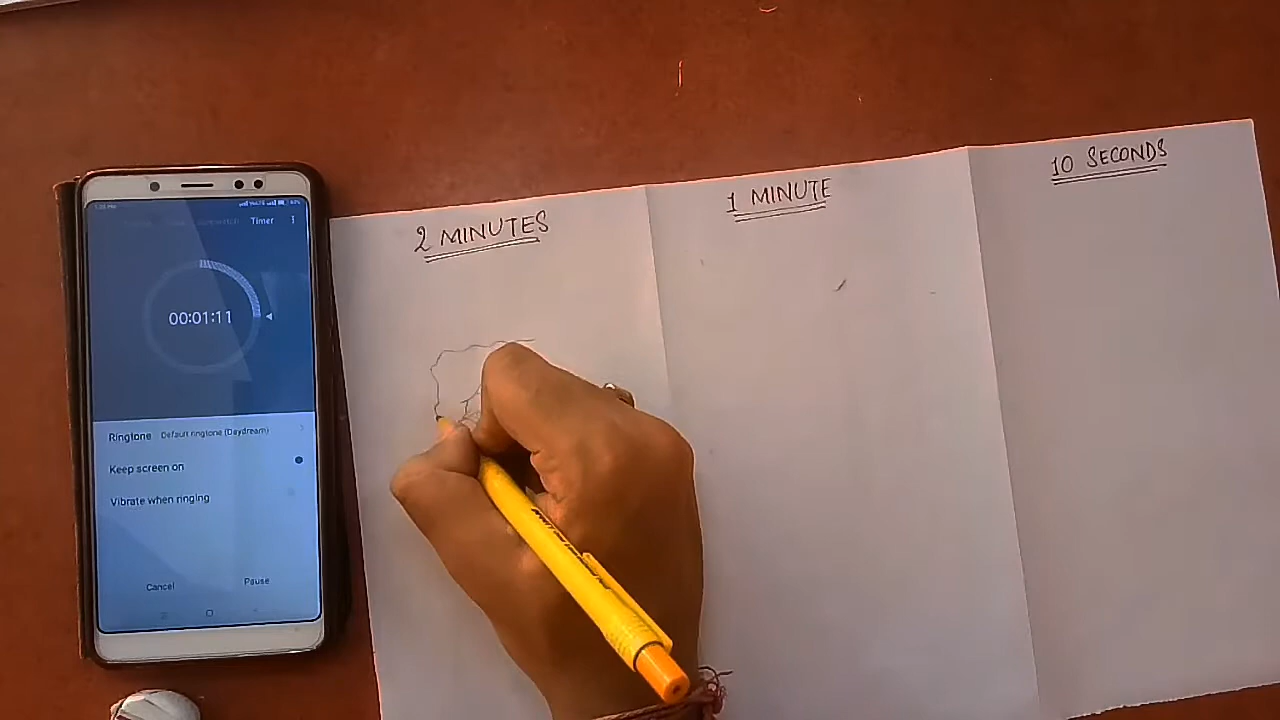 Timer
00:01:11
Ringtone Default ringtone (Daydream)
Keep screen on
Vibrate when ringing
Cancel Pause
2 MINUTES
1 MINUTE
10 SECONDS